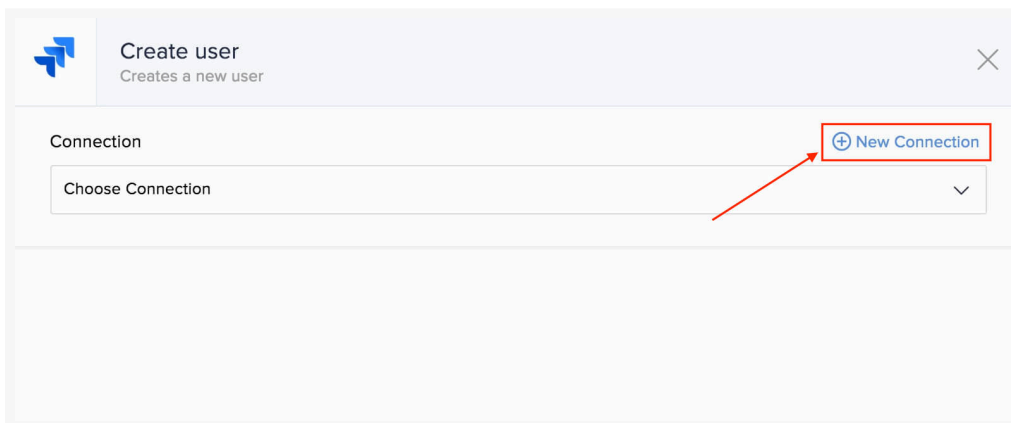 Create user
Creates a new user
Connection
New Connection
Choose Connection